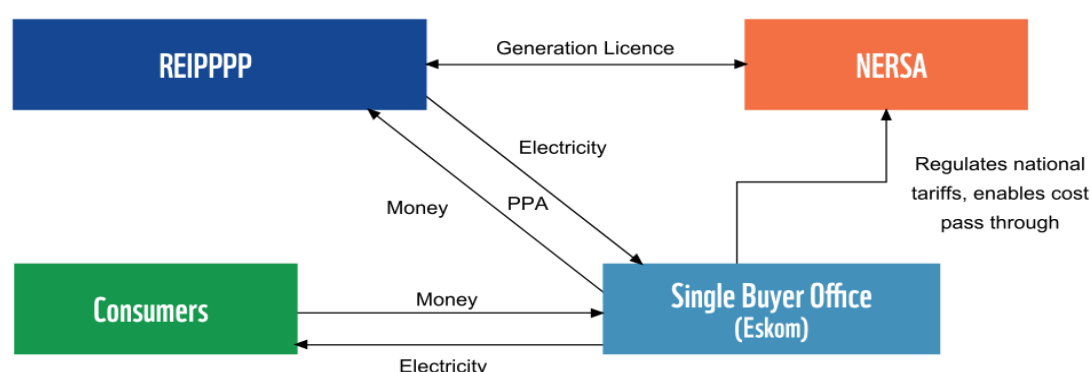 REIPPPP
Generation Licence
NERSA
Electricity
PPA
Money
Regulates national
tariffs, enables cost
pass through
Consumers
Money
Electricity
Single Buyer Office
(Eskom)